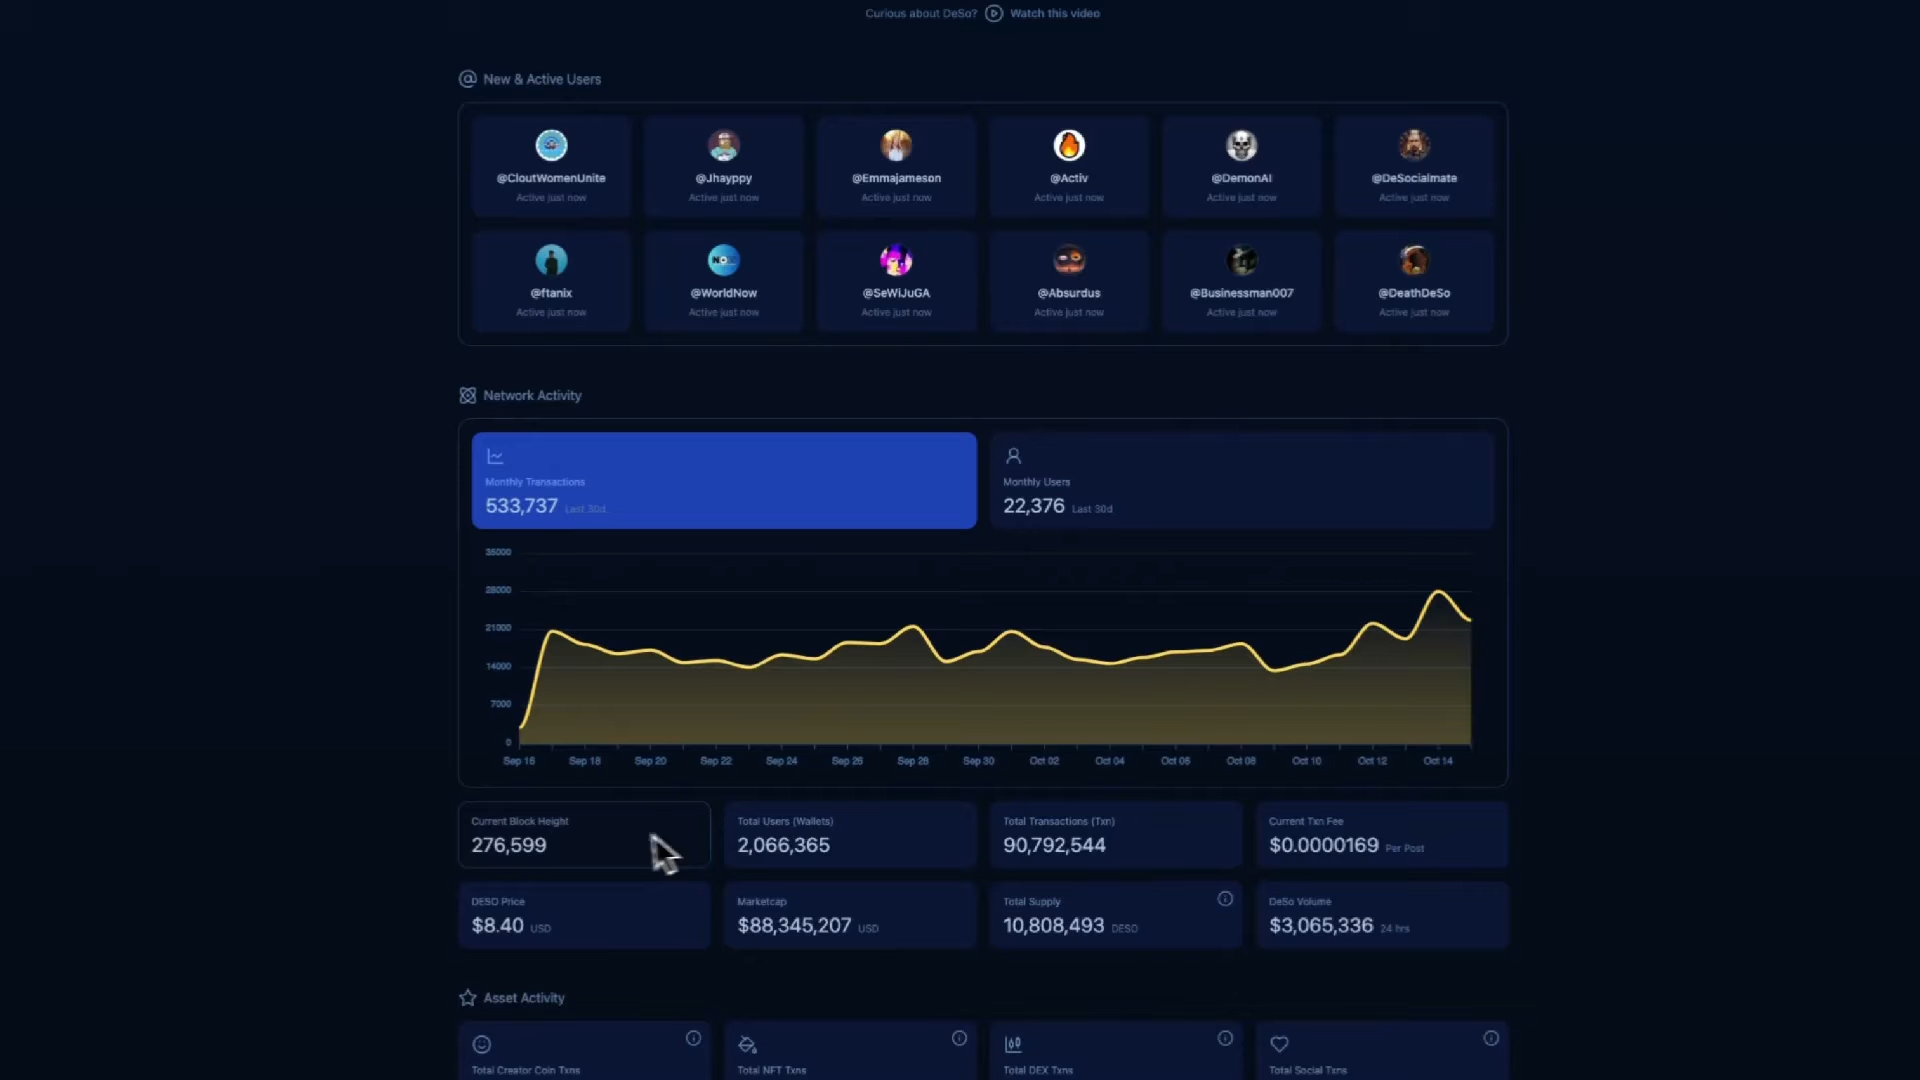 Curious about DeSo? Watch this video
New & Active Users
@CloutWomenUnite
Active just now
@Jhayppy
Active just now
@Emmajameson
Active just now
@Activ
Active just now
@DemonAI
Active just now
@DeSocialmate
Active just now
@ftanix
Active just now
NOW
@WorldNow
Active just now
@SeWiJuGA
Active just now
@Absurdus
Active just now
@Businessman007
Active just now
@DeathDeSo
Active just now
Network Activity
Monthly Transactions
533,737 Last 30d
Monthly Users
22,376 Last 30d
35000
28000
21000
14000
7000
0
Sep 16 Sep 18 Sep 20 Sep 22 Sep 24 Sep 26 Sep 28 Sep 30 Oct 02 Oct 04 Oct 06 Oct 08 Oct 10 Oct 12 Oct 14
Current Block Height
276,599
Total Users (Wallets)
2,066,365
Total Transactions (Txn)
90,792,544
Current Txn Fee
$0.0000169 Per Post
DESO Price
$8.40 USD
Marketcap
$88,345,207 USD
Total Supply
10,808,493 DESO
DeSo Volume
$3,065,336 24 hrs
Asset Activity
Total Creator Coin Txns
Total NFT Txns
Total DEX Txns
Total Social Txns